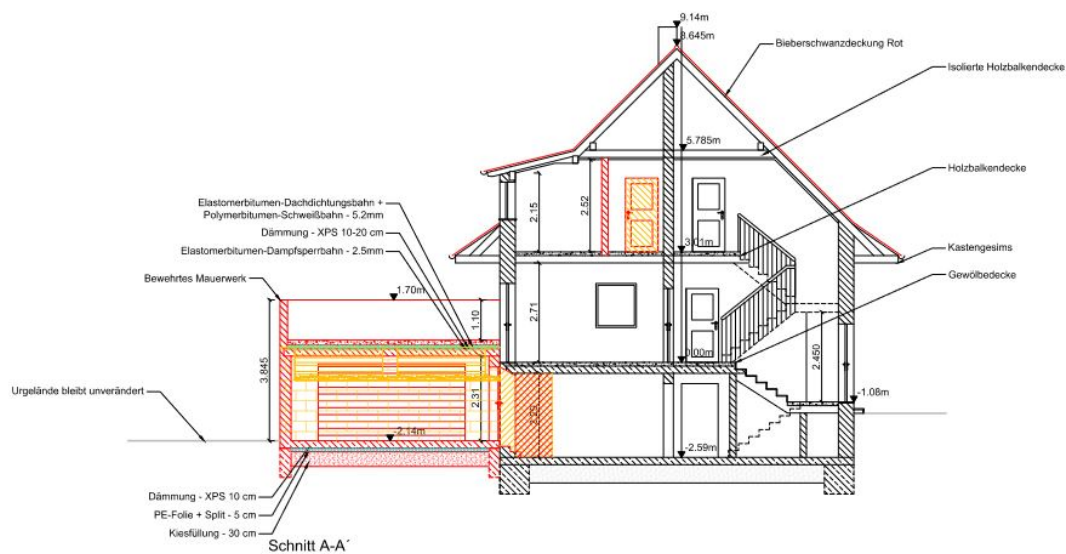 9.14m
8.645m
Bieberschwanzdeckung Rot
Isolierte Holzbalkendecke
5.785m
Holzbalkendecke
Elastomerbitumen-Dachdichtungsbahn +
Polymerbitumen-Schweißbahn - 5.2mm
Dämmung - XPS 10-20 cm
Elastomerbitumen-Dampfsperrbahn - 2.5mm
2.15
2.52
3.01m
Kastengesims
Gewölbedecke
Bewehrtes Mauerwerk
1.70m
1.10
2.71
0.00m
3.845
2.31
2.450
-1.08m
Urgelände bleibt unverändert
-2.14m
-2.59m
Dämmung - XPS 10 cm
PE-Folie + Split - 5 cm
Kiesfüllung - 30 cm
Schnitt A-A´